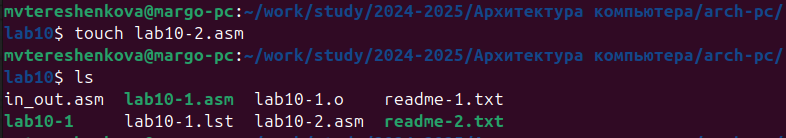 mvtereshenkova@margo-pc:~/work/study/2024-2025/Архитектура компьютера/arch-pc/
lab10$ touch lab10-2.asm
mvtereshenkova@margo-pc:~/work/study/2024-2025/Архитектура компьютера/arch-pc/
lab10$ ls
in_out.asm lab10-1.asm lab10-1.o readme-1.txt
lab10-1 lab10-1.lst lab10-2.asm readme-2.txt